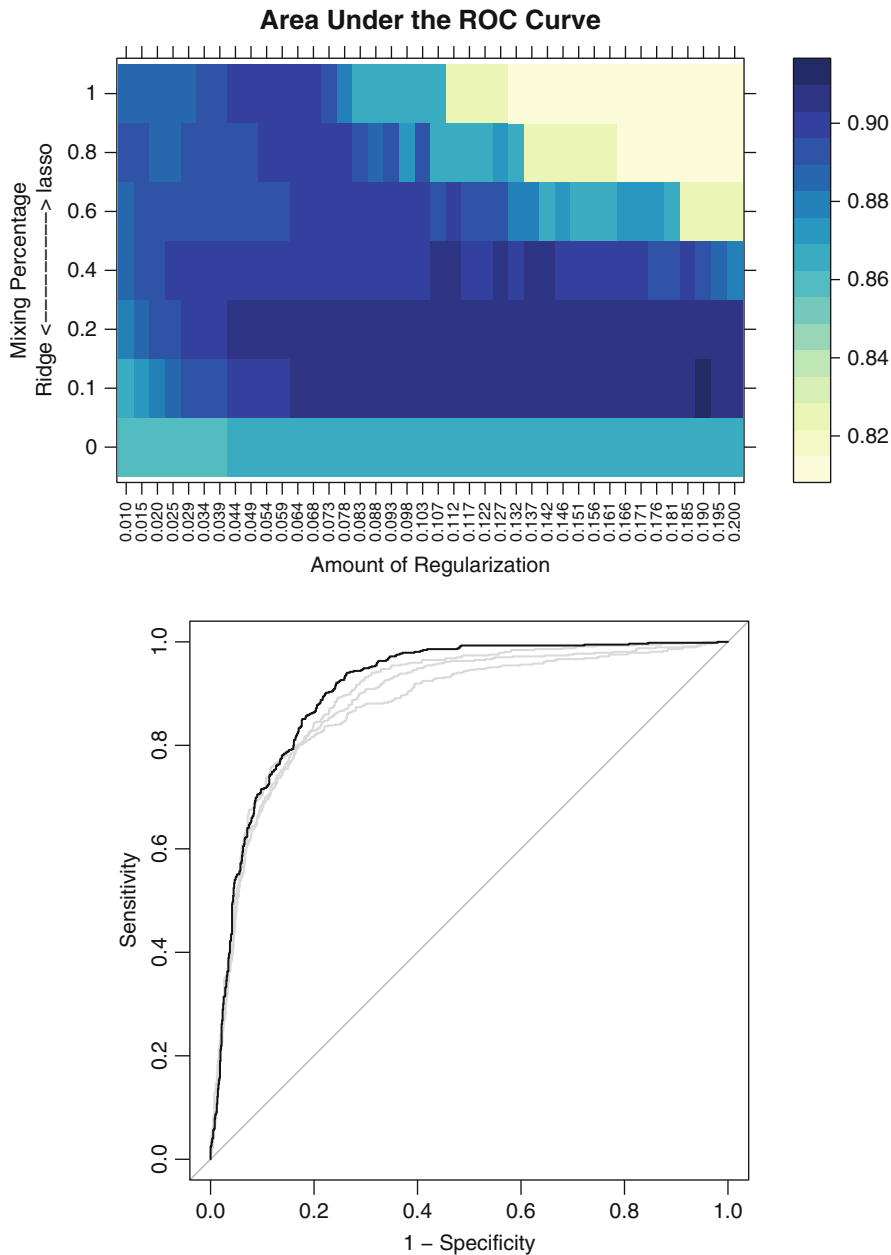 Area Under the ROC Curve
Mixing Percentage
Ridge <−−−−−−−−−−> lasso
1
0.8
0.6
0.4
0.2
0.1
0
0.90
0.88
0.86
0.84
0.82
0.010 0.015 0.020 0.025 0.029 0.034 0.039 0.044 0.049 0.054 0.059 0.064 0.068 0.073 0.078 0.083 0.088 0.093 0.098 0.103 0.107 0.112 0.117 0.122 0.127 0.132 0.137 0.142 0.146 0.151 0.156 0.161 0.166 0.171 0.176 0.181 0.185 0.190 0.195 0.200
Amount of Regularization
Sensitivity
1.0
0.8
0.6
0.4
0.2
0.0
0.0 0.2 0.4 0.6 0.8 1.0
1 − Specificity